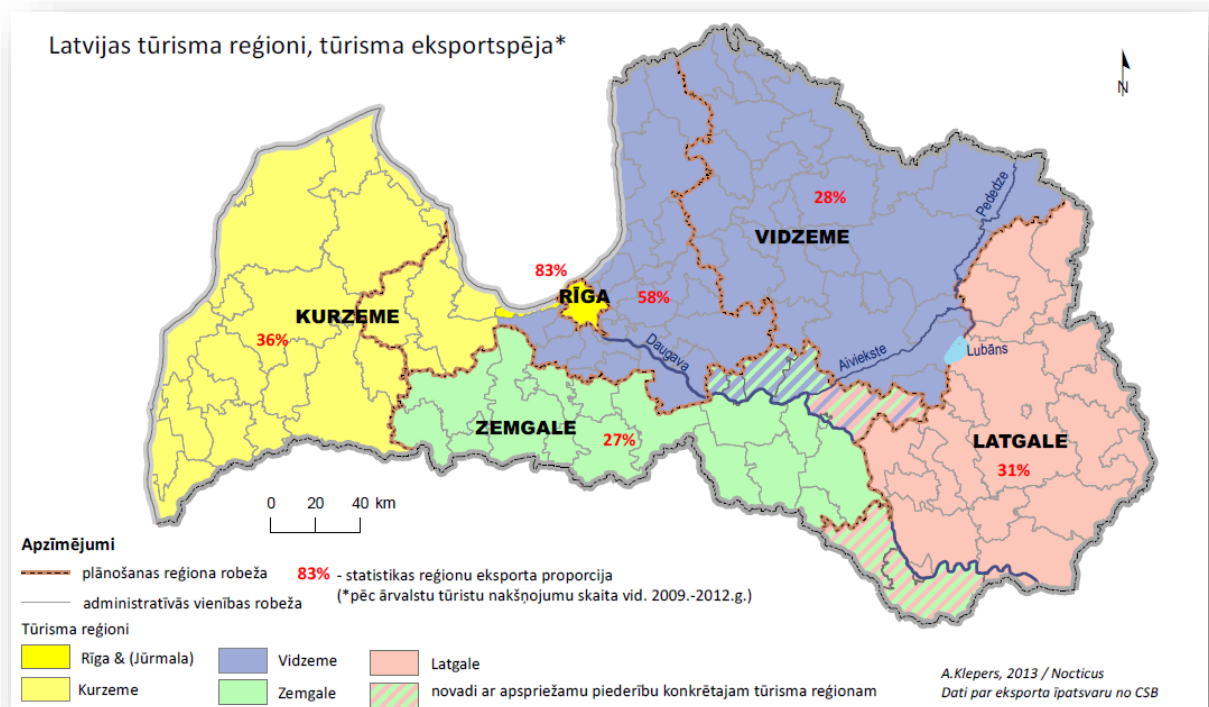 Latvijas tūrisma reģioni, tūrisma eksportspēja*
N
Pededze
28%
VIDZEME
83%
RĪGA
58%
KURZEME
36%
Daugava
Aiviekste
Lubāns
ZEMGALE
27%
LATGALE
31%
0 20 40 km
Apzīmējumi
plānošanas reģiona robeža
83% - statistikas reģionu eksporta proporcija
(*pēc ārvalstu tūristu nakšņojumu skaita vid. 2009.-2012.g.)
administratīvās vienības robeža
Tūrisma reģioni
Rīga & (Jūrmala)
Vidzeme
Latgale
Kurzeme
Zemgale
novadi ar apspriežamu piederību konkrētajam tūrisma reģionam
A.Klepers, 2013 / Nocticus
Dati par eksporta īpatsvaru no CSB